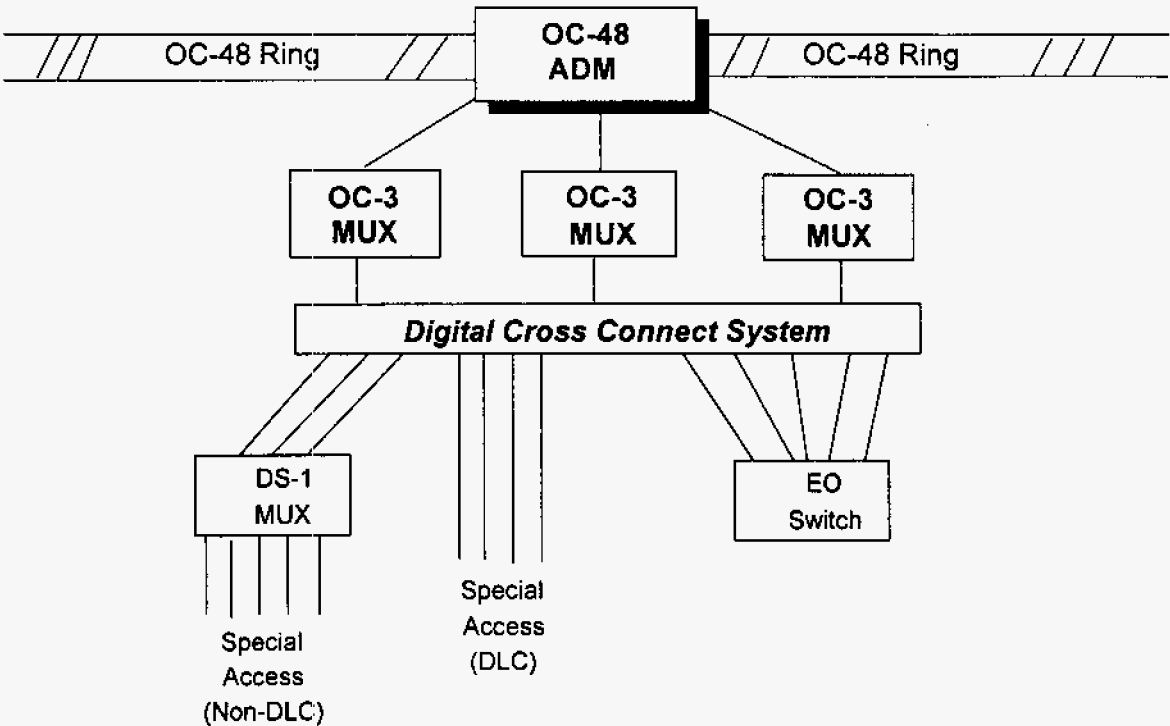 OC-48 Ring
OC-48
ADM
OC-48 Ring
OC-3
MUX
OC-3
MUX
OC-3
MUX
Digital Cross Connect System
DS-1
MUX
EO
Switch
Special
Access
(DLC)
Special
Access
(Non-DLC)